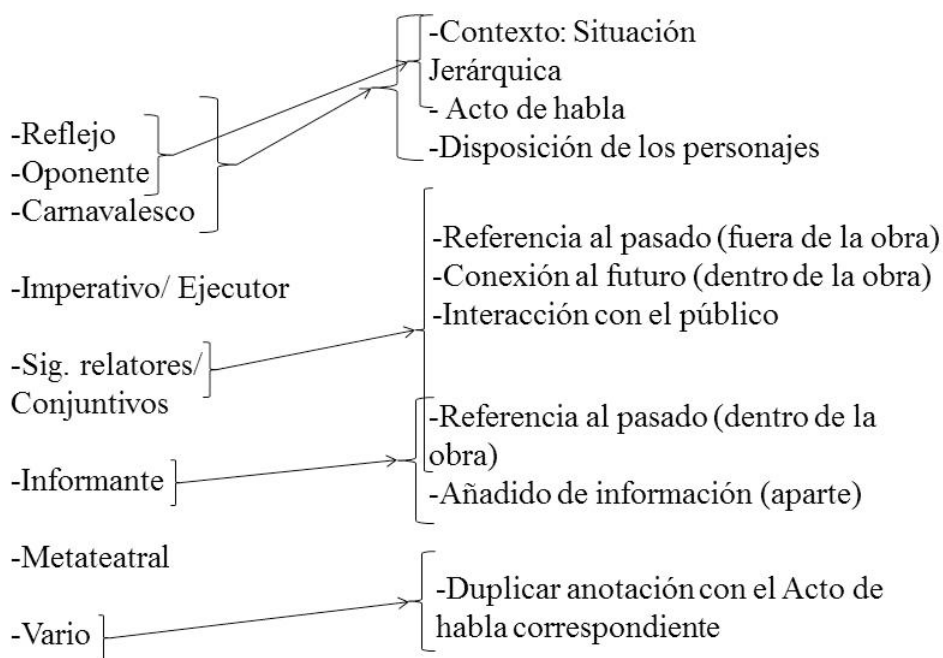 -Reflejo
-Oponente
-Carnavalesco
-Imperativo/ Ejecutor
-Sig. relatores/
Conjuntivos
-Informante
-Metateatral
-Vario
-Contexto: Situación
Jerárquica
- Acto de habla
-Disposición de los personajes
-Referencia al pasado (fuera de la obra)
-Conexión al futuro (dentro de la obra)
-Interacción con el público
-Referencia al pasado (dentro de la
obra)
-Añadido de información (aparte)
-Duplicar anotación con el Acto de
habla correspondiente